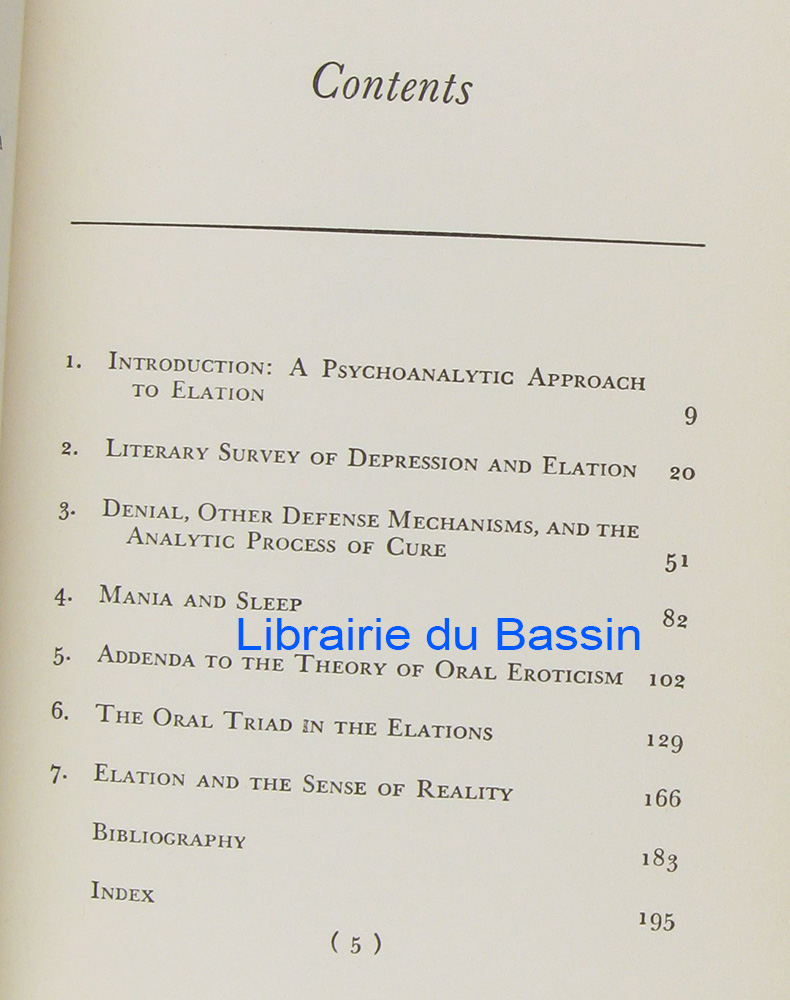 Contents
1. Introduction: A Psychoanalytic Approach
to Elation 9
2. Literary Survey of Depression and Elation 20
3. Denial, Other Defense Mechanisms, and the
Analytic Process of Cure 51
4. Mania and Sleep 82
Librairie du Bassin
5. Addenda to the Theory of Oral Eroticism 102
6. The Oral Triad in the Elations 129
7. Elation and the Sense of Reality 166
Bibliography 183
Index 195
( 5 )